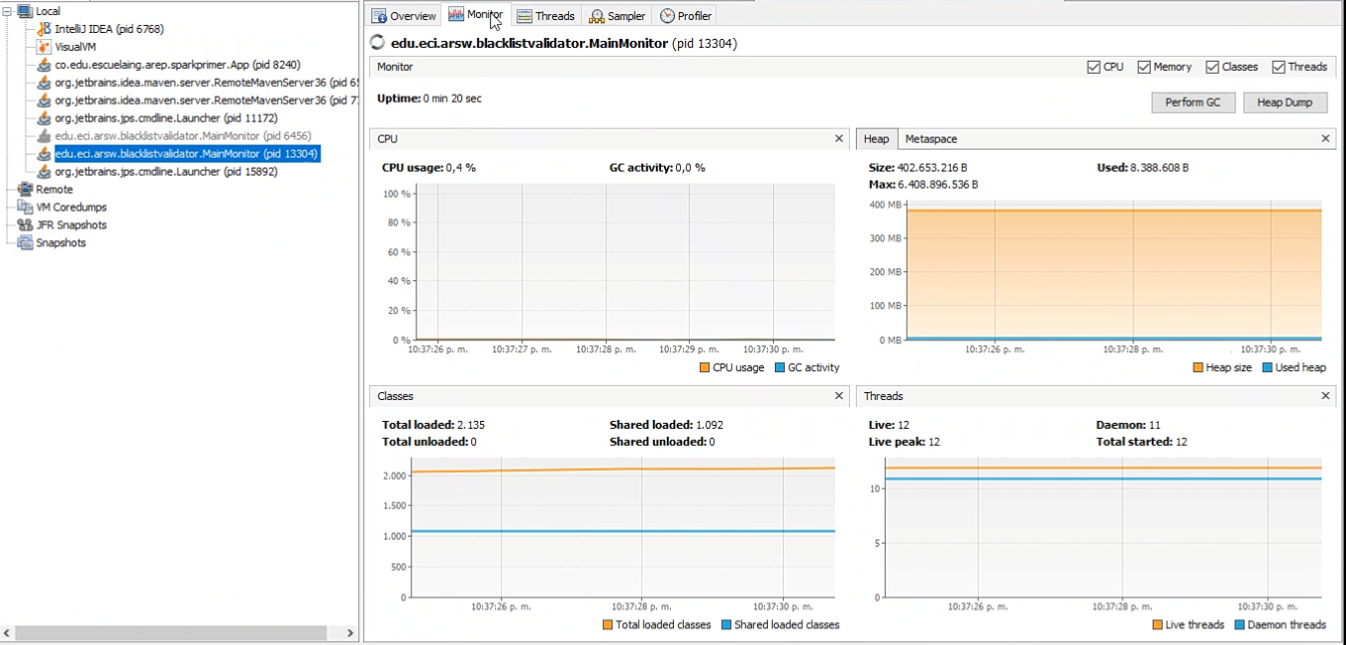 Local
IntelliJ IDEA (pid 6768)
VisualVM
co.edu.escuelaing.arep.sparkprimer.App (pid 8240)
org.jetbrains.idea.maven.server.RemoteMavenServer36 (pid 6
org.jetbrains.idea.maven.server.RemoteMavenServer36 (pid 7
org.jetbrains.jps.cmdline.Launcher (pid 11172)
edu.eci.arsw.blacklistvalidator.MainMonitor (pid 6456)
edu.eci.arsw.blacklistvalidator.MainMonitor (pid 13304)
org.jetbrains.jps.cmdline.Launcher (pid 15892)
Remote
VM Coredumps
JFR Snapshots
Snapshots
Overview Monitor Threads Sampler Profiler
edu.eci.arsw.blacklistvalidator.MainMonitor (pid 13304)
Monitor CPU Memory Classes Threads
Uptime: 0 min 20 sec Perform GC Heap Dump
CPU
CPU usage: 0,4 % GC activity: 0,0 %
100 %
80 %
60 %
40 %
20 %
0 %
10:37:26 p. m. 10:37:27 p. m. 10:37:28 p. m. 10:37:29 p. m. 10:37:30 p. m.
CPU usage GC activity
Heap Metaspace
Size: 402.653.216 B Used: 8.388.608 B
Max: 6.408.896.536 B
400 MB
300 MB
200 MB
100 MB
0 MB
10:37:26 p. m. 10:37:28 p. m. 10:37:30 p. m.
Heap size Used heap
Classes
Total loaded: 2.135 Shared loaded: 1.092
Total unloaded: 0 Shared unloaded: 0
2.000
1.500
1.000
500
0
10:37:26 p. m. 10:37:28 p. m. 10:37:30 p. m.
Total loaded classes Shared loaded classes
Threads
Live: 12 Daemon: 11
Live peak: 12 Total started: 12
10
5
0
10:37:26 p. m. 10:37:28 p. m. 10:37:30 p. m.
Live threads Daemon threads